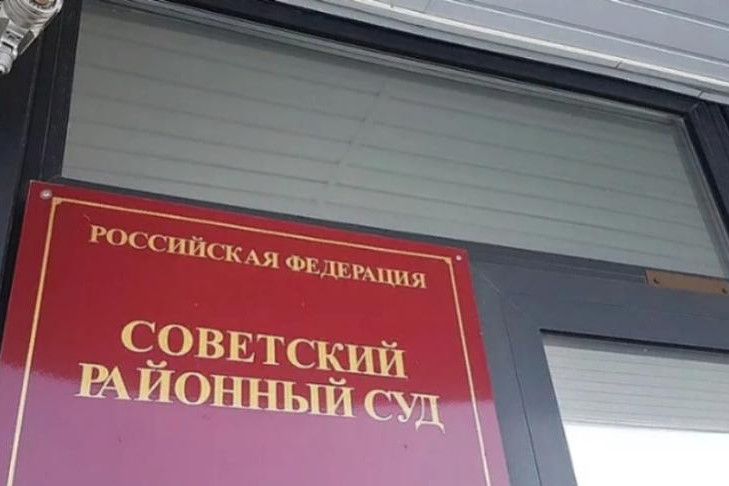 РОССИЙСКАЯ ФЕДЕРАЦИЯ
СОВЕТСКИЙ
РАЙОННЫЙ СУД